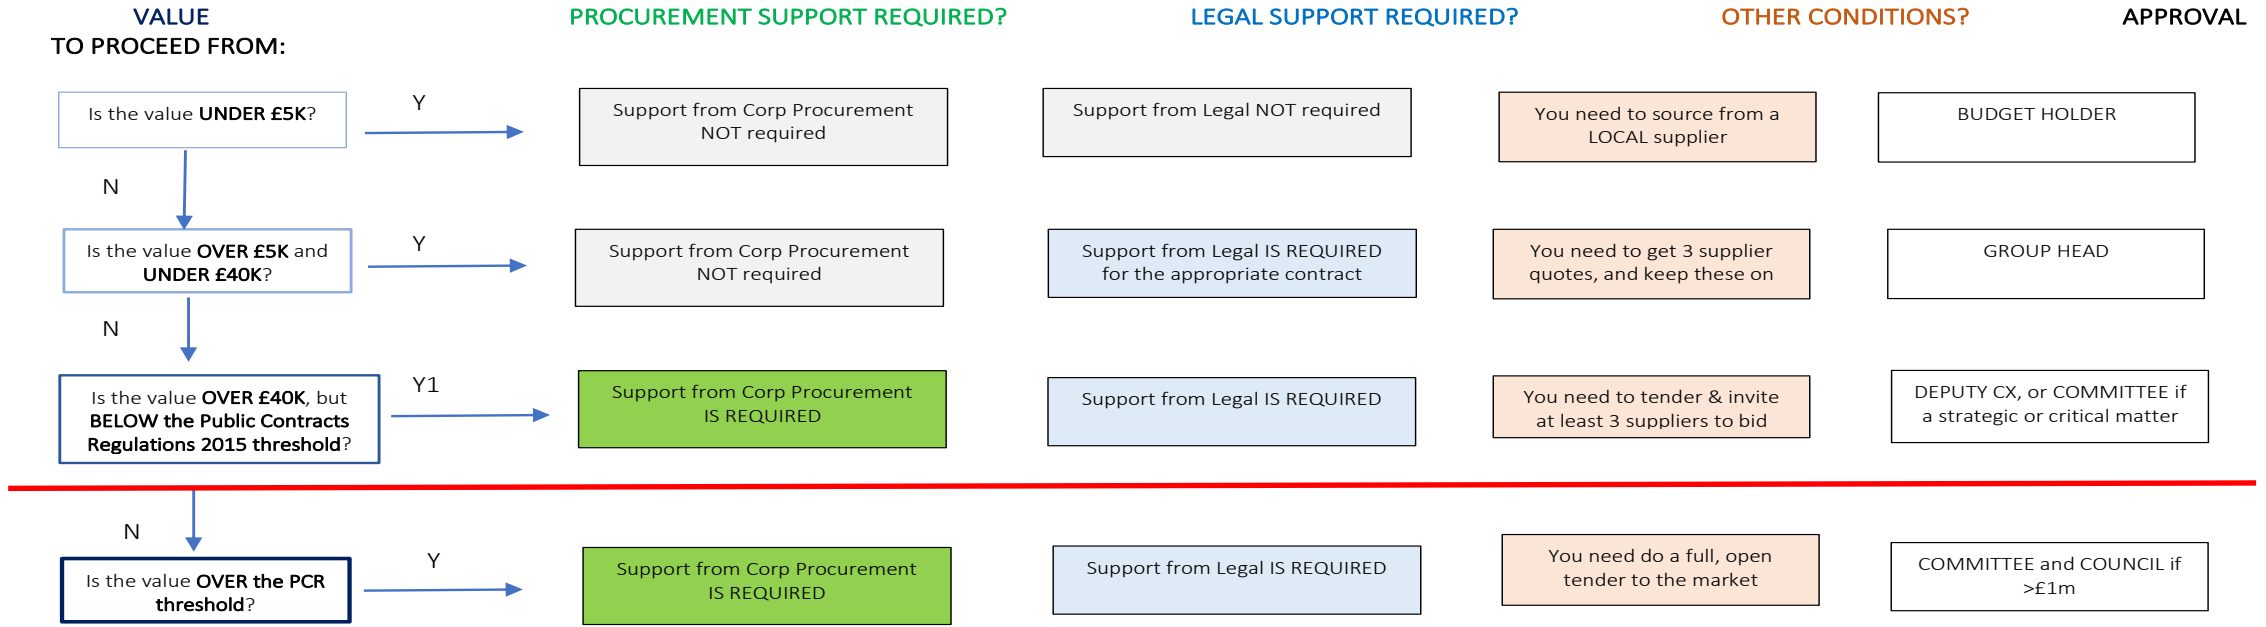 VALUE
TO PROCEED FROM:
PROCUREMENT SUPPORT REQUIRED?
LEGAL SUPPORT REQUIRED?
OTHER CONDITIONS?
APPROVAL
Is the value UNDER £5K?
Y
Support from Corp Procurement
NOT required
Support from Legal NOT required
You need to source from a
LOCAL supplier
BUDGET HOLDER
N
Is the value OVER £5K and
UNDER £40K?
Y
Support from Corp Procurement
NOT required
Support from Legal IS REQUIRED
for the appropriate contract
You need to get 3 supplier
quotes, and keep these on
GROUP HEAD
N
Is the value OVER £40K, but
BELOW the Public Contracts
Regulations 2015 threshold?
Y1
Support from Corp Procurement
IS REQUIRED
Support from Legal IS REQUIRED
You need to tender & invite
at least 3 suppliers to bid
DEPUTY CX, or COMMITTEE if
a strategic or critical matter
N
Is the value OVER the PCR
threshold?
Y
Support from Corp Procurement
IS REQUIRED
Support from Legal IS REQUIRED
You need do a full, open
tender to the market
COMMITTEE and COUNCIL if
>£1m